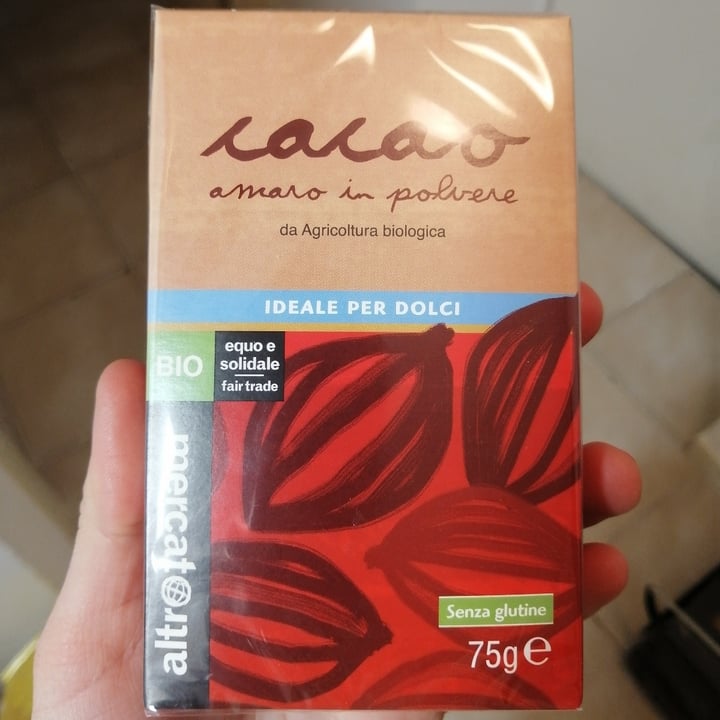 cacao
amaro in polvere
da Agricoltura biologica
IDEALE PER DOLCI
BIO
equo e
solidale
fair trade
altromercato
Senza glutine
75g ℮